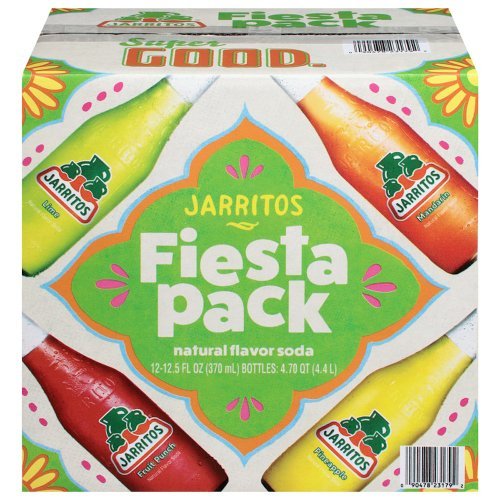 JARRITOS
Fiesta
pack
Super
GOOD.
Lime
JARRITOS
Mandarin
JARRITOS
JARRITOS
Fiesta
pack
natural flavor soda
12-12.5 FL OZ (370 mL) BOTTLES: 4.70 QT (4.4 L)
JARRITOS
Fruit Punch
JARRITOS
Pineapple
0 90478 23179 2